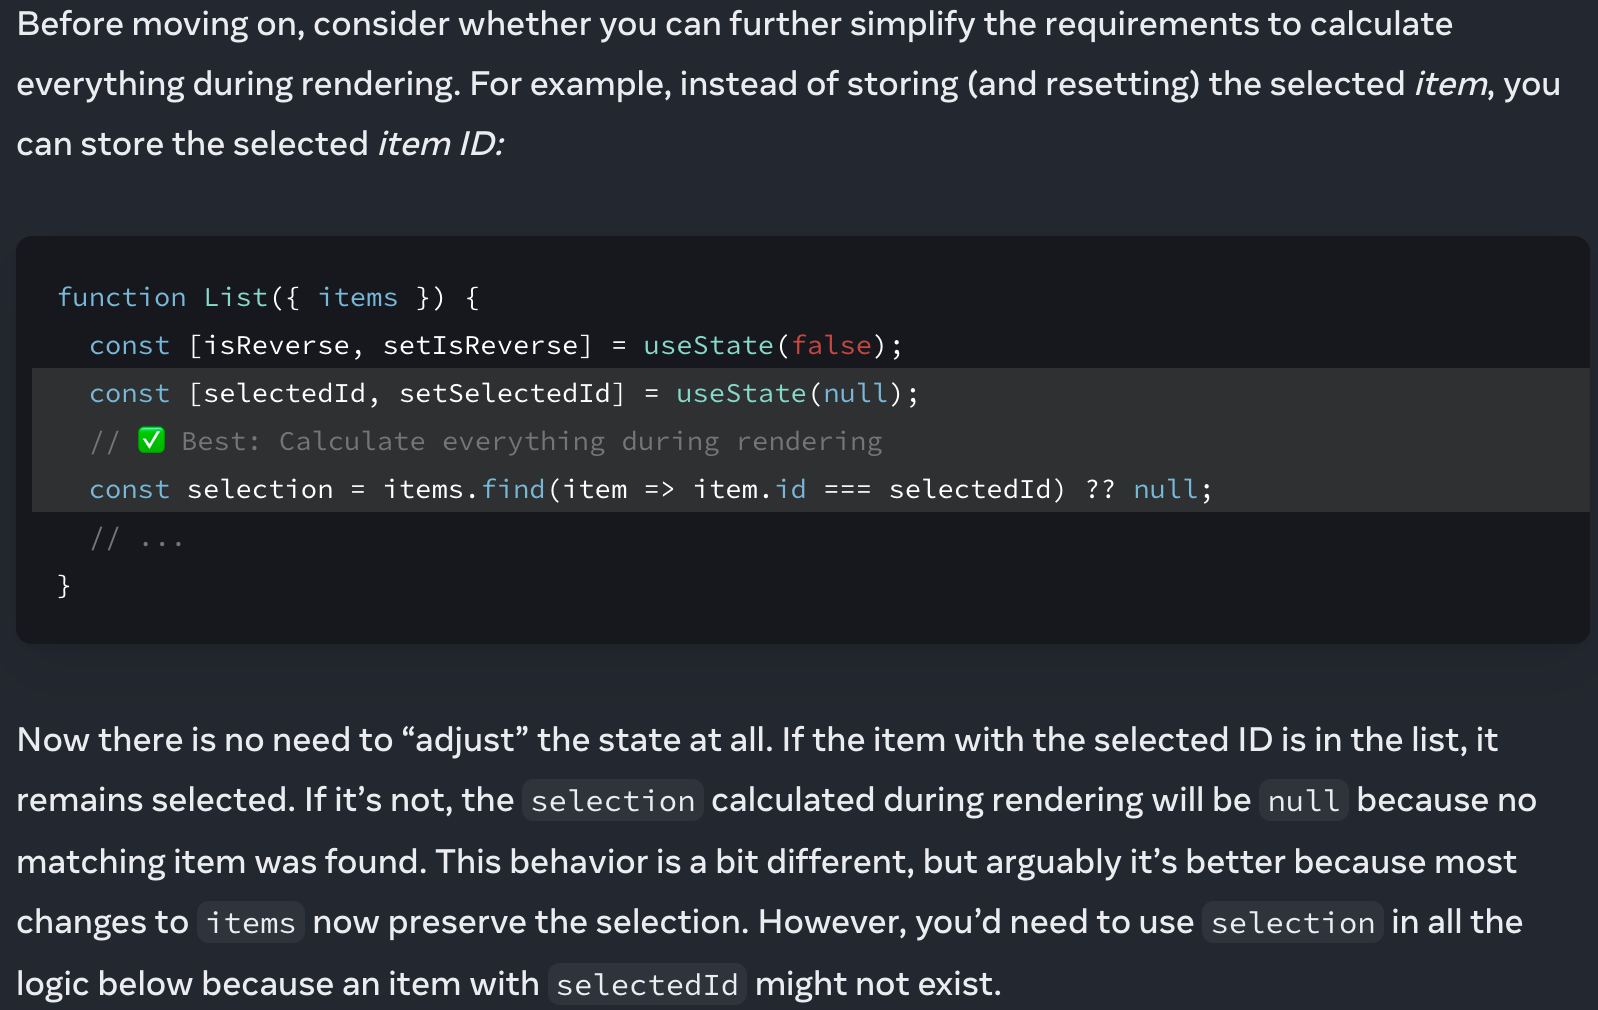 Before moving on, consider whether you can further simplify the requirements to calculate
everything during rendering. For example, instead of storing (and resetting) the selected item, you
can store the selected item ID:
function List({ items }) {
  const [isReverse, setIsReverse] = useState(false);
  const [selectedId, setSelectedId] = useState(null);
  // ✅ Best: Calculate everything during rendering
  const selection = items.find(item => item.id === selectedId) ?? null;
  // ...
}
Now there is no need to “adjust” the state at all. If the item with the selected ID is in the list, it
remains selected. If it’s not, the selection calculated during rendering will be null because no
matching item was found. This behavior is a bit different, but arguably it’s better because most
changes to items now preserve the selection. However, you’d need to use selection in all the
logic below because an item with selectedId might not exist.